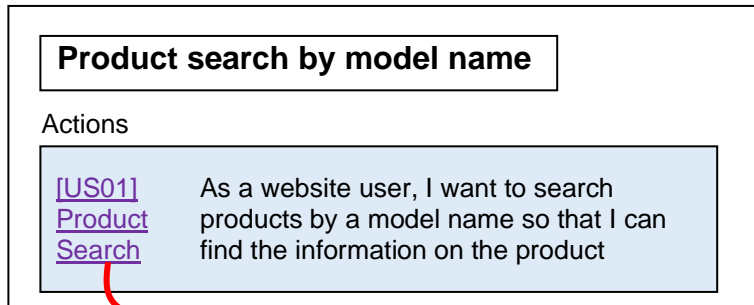 Product search by model name
Actions
[US01] As a website user, I want to search
Product products by a model name so that I can
Search find the information on the product